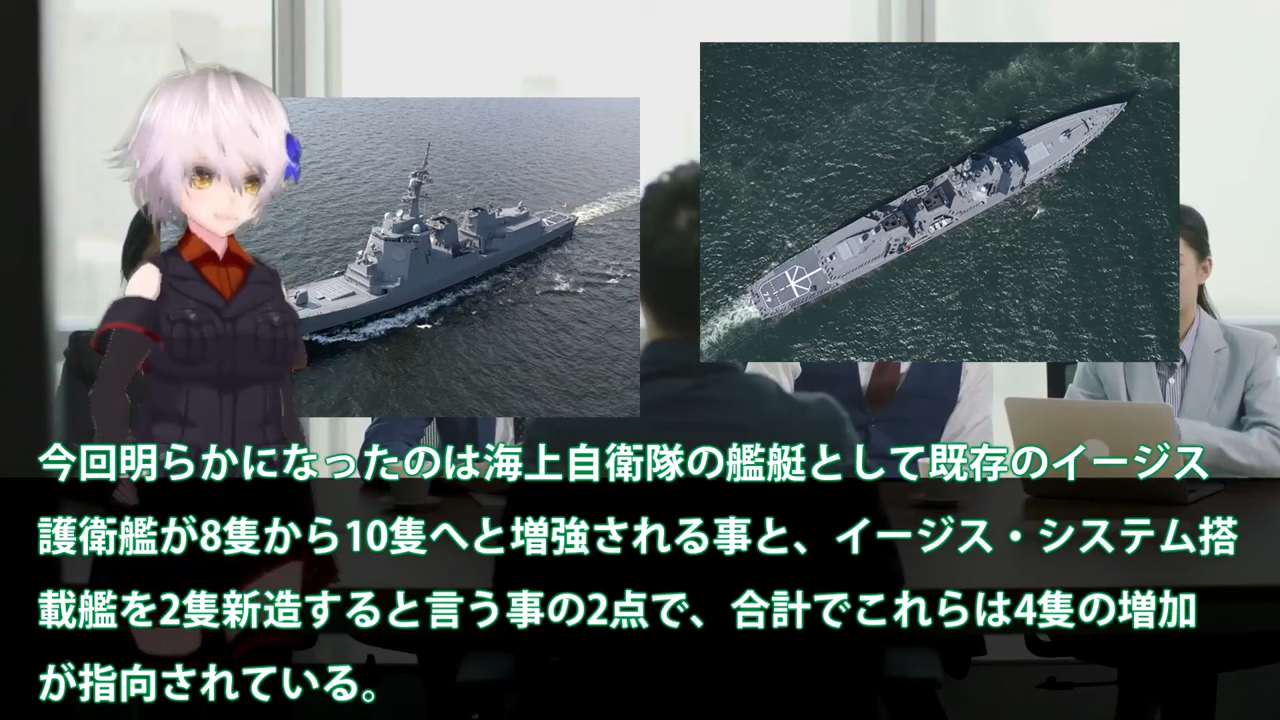 今回明らかになったのは海上自衛隊の艦艇として既存のイージス
護衛艦が8隻から10隻へと増強される事と、イージス・システム搭
載艦を2隻新造すると言う事の2点で、合計でこれらは4隻の増加
が指向されている。